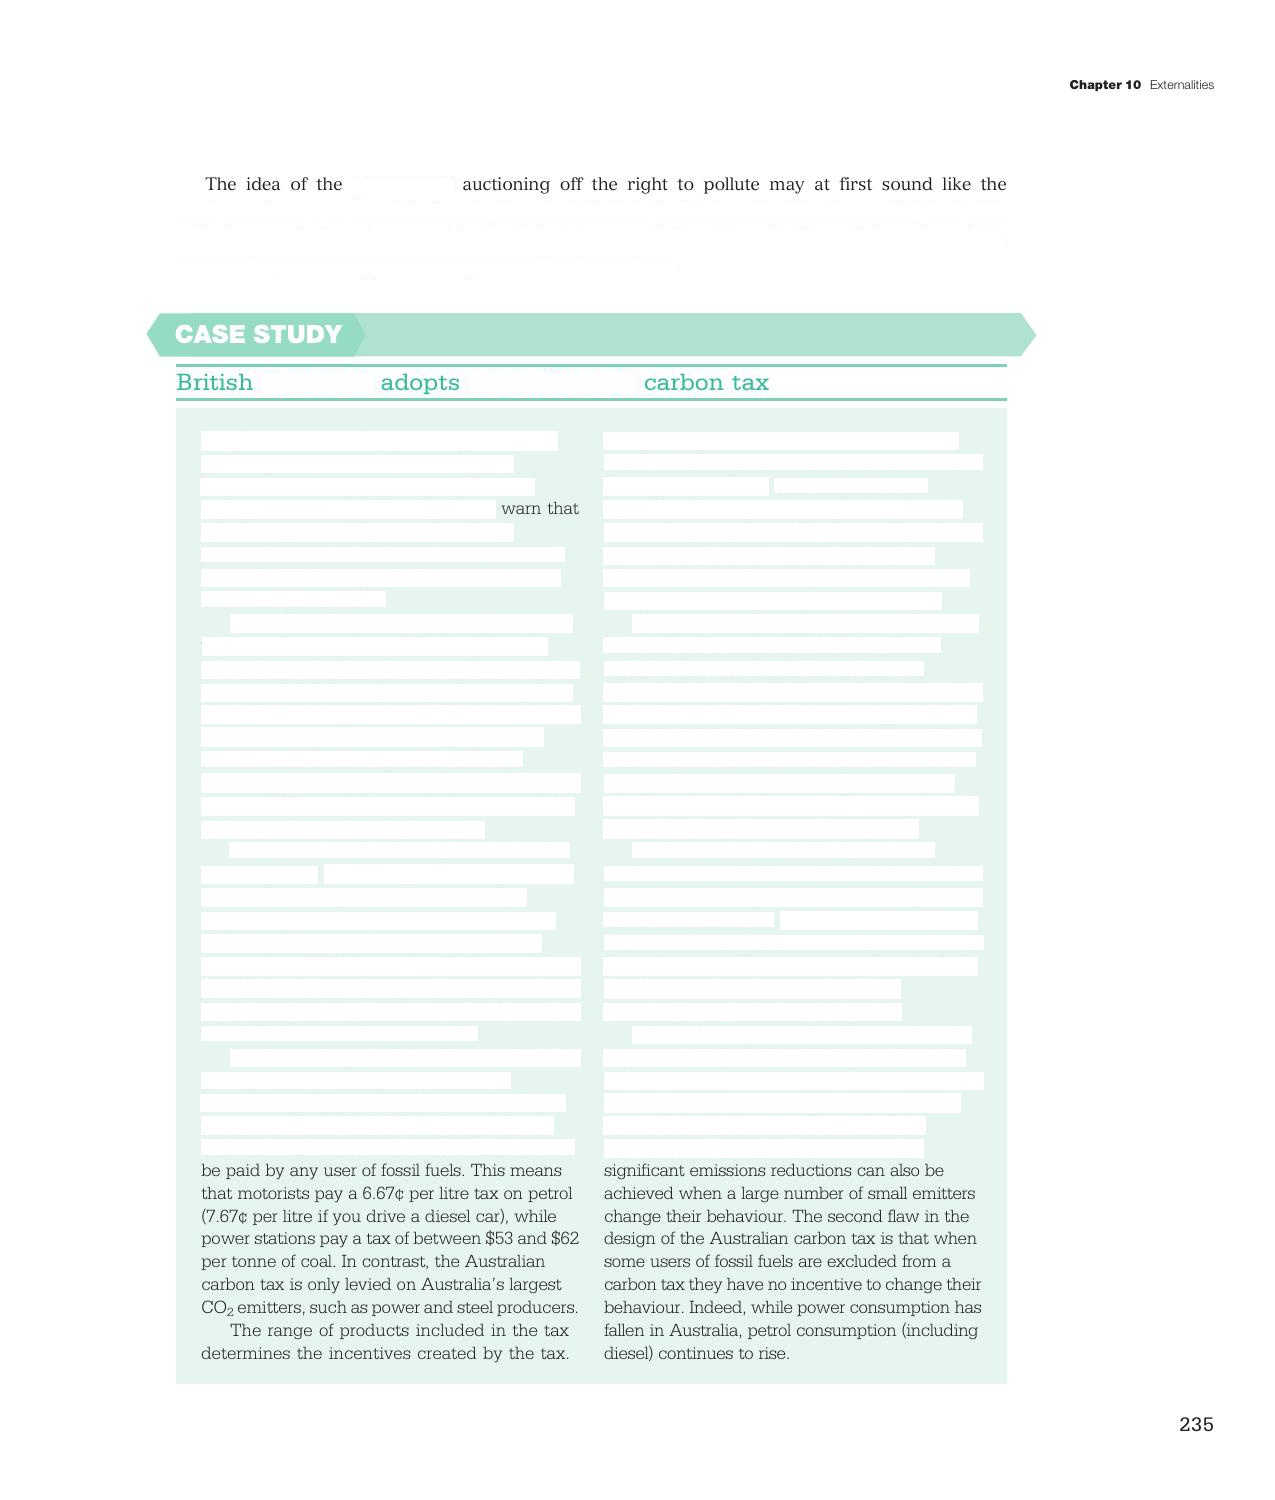 Chapter 10 Externalities
The idea of the auctioning off the right to pollute may at first sound like the
CASE STUDY
British adopts carbon tax
warn that
be paid by any user of fossil fuels. This means
that motorists pay a 6.67¢ per litre tax on petrol
(7.67¢ per litre if you drive a diesel car), while
power stations pay a tax of between $53 and $62
per tonne of coal. In contrast, the Australian
carbon tax is only levied on Australia's largest
CO2 emitters, such as power and steel producers.
The range of products included in the tax
determines the incentives created by the tax.
significant emissions reductions can also be
achieved when a large number of small emitters
change their behaviour. The second flaw in the
design of the Australian carbon tax is that when
some users of fossil fuels are excluded from a
carbon tax they have no incentive to change their
behaviour. Indeed, while power consumption has
fallen in Australia, petrol consumption (including
diesel) continues to rise.
235